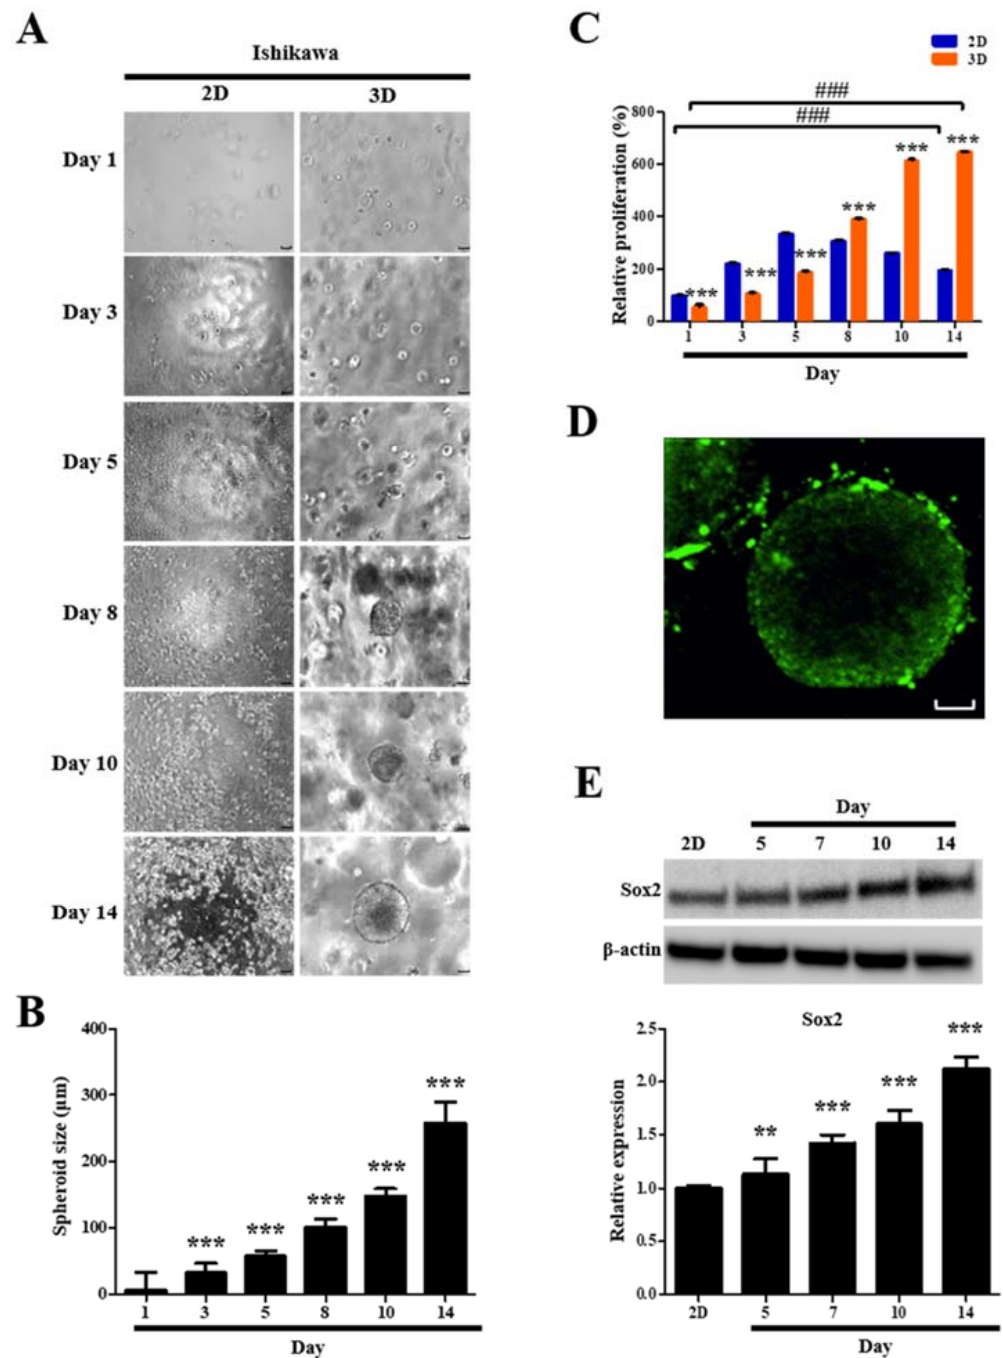 A
Ishikawa
2D 3D
Day 1
Day 3
Day 5
Day 8
Day 10
Day 14
B
Spheroid size (µm)
400
300
200
100
0
***
***
***
***
***
1 3 5 8 10 14
Day
C
2D
3D
###
###
Relative proliferation (%)
800
600
400
200
0
***
***
***
***
***
***
1 3 5 8 10 14
Day
D
E
Day
2D 5 7 10 14
Sox2
β-actin
Sox2
Relative expression
2.5
2.0
1.5
1.0
0.5
0.0
**
***
***
***
2D 5 7 10 14
Day